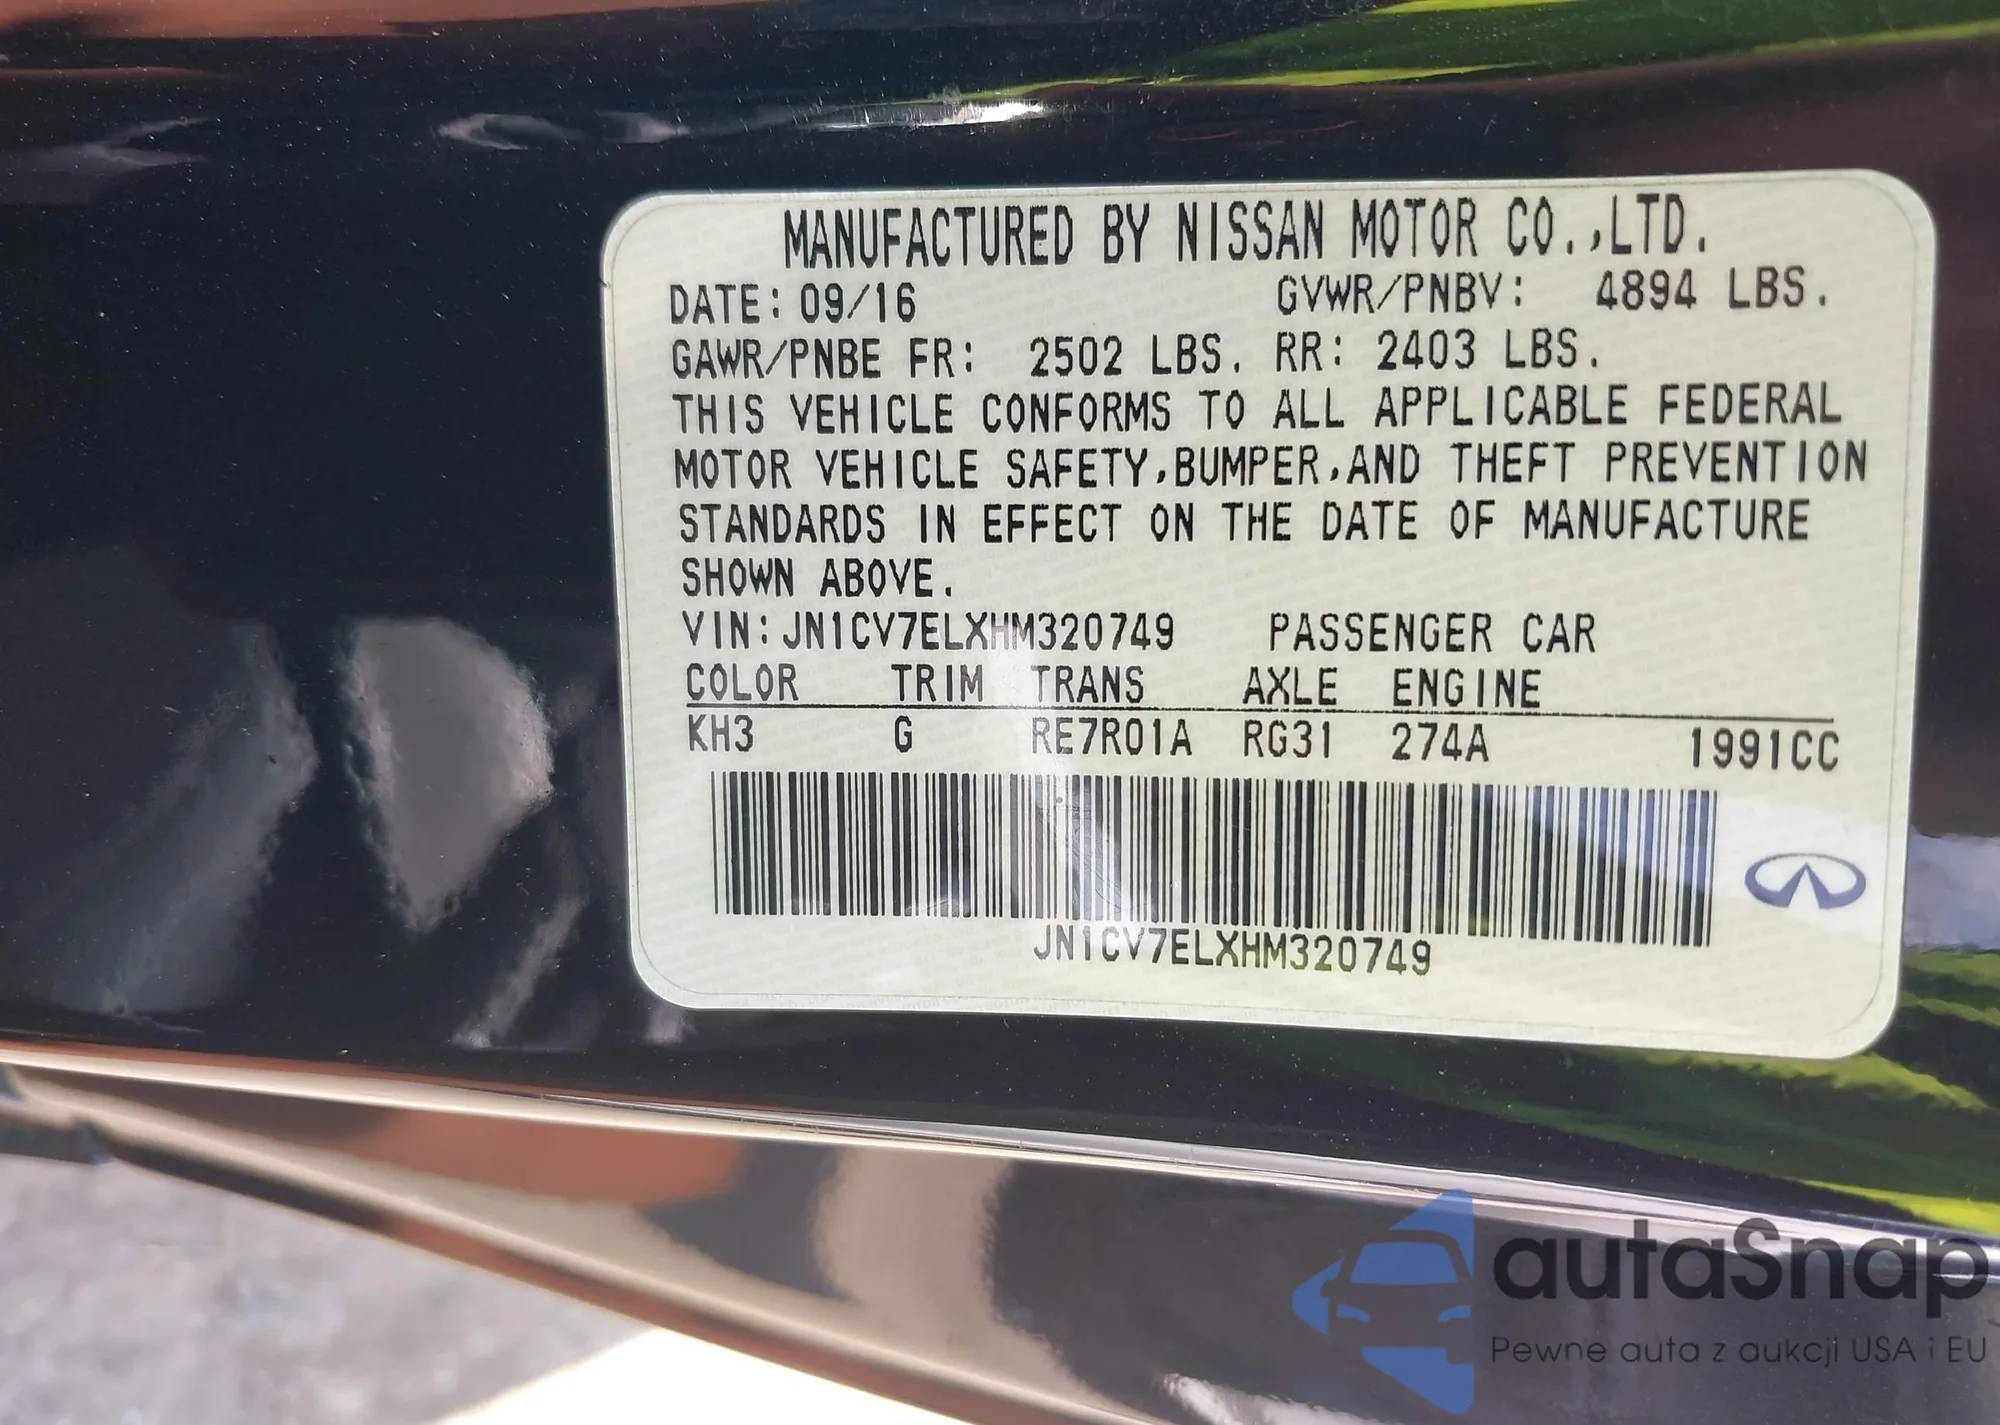 MANUFACTURED BY NISSAN MOTOR CO.,LTD.
DATE: 09/16 GVWR/PNBV: 4894 LBS.
GAWR/PNBE FR: 2502 LBS. RR: 2403 LBS.
THIS VEHICLE CONFORMS TO ALL APPLICABLE FEDERAL
MOTOR VEHICLE SAFETY,BUMPER,AND THEFT PREVENTION
STANDARDS IN EFFECT ON THE DATE OF MANUFACTURE
SHOWN ABOVE.
VIN: JN1CV7ELXHM320749 PASSENGER CAR
COLOR TRIM TRANS AXLE ENGINE
KH3 G RE7R01A RG31 274A 1991CC
JN1CV7ELXHM320749
autaSnap
Pewne auta z aukcji USA i EU